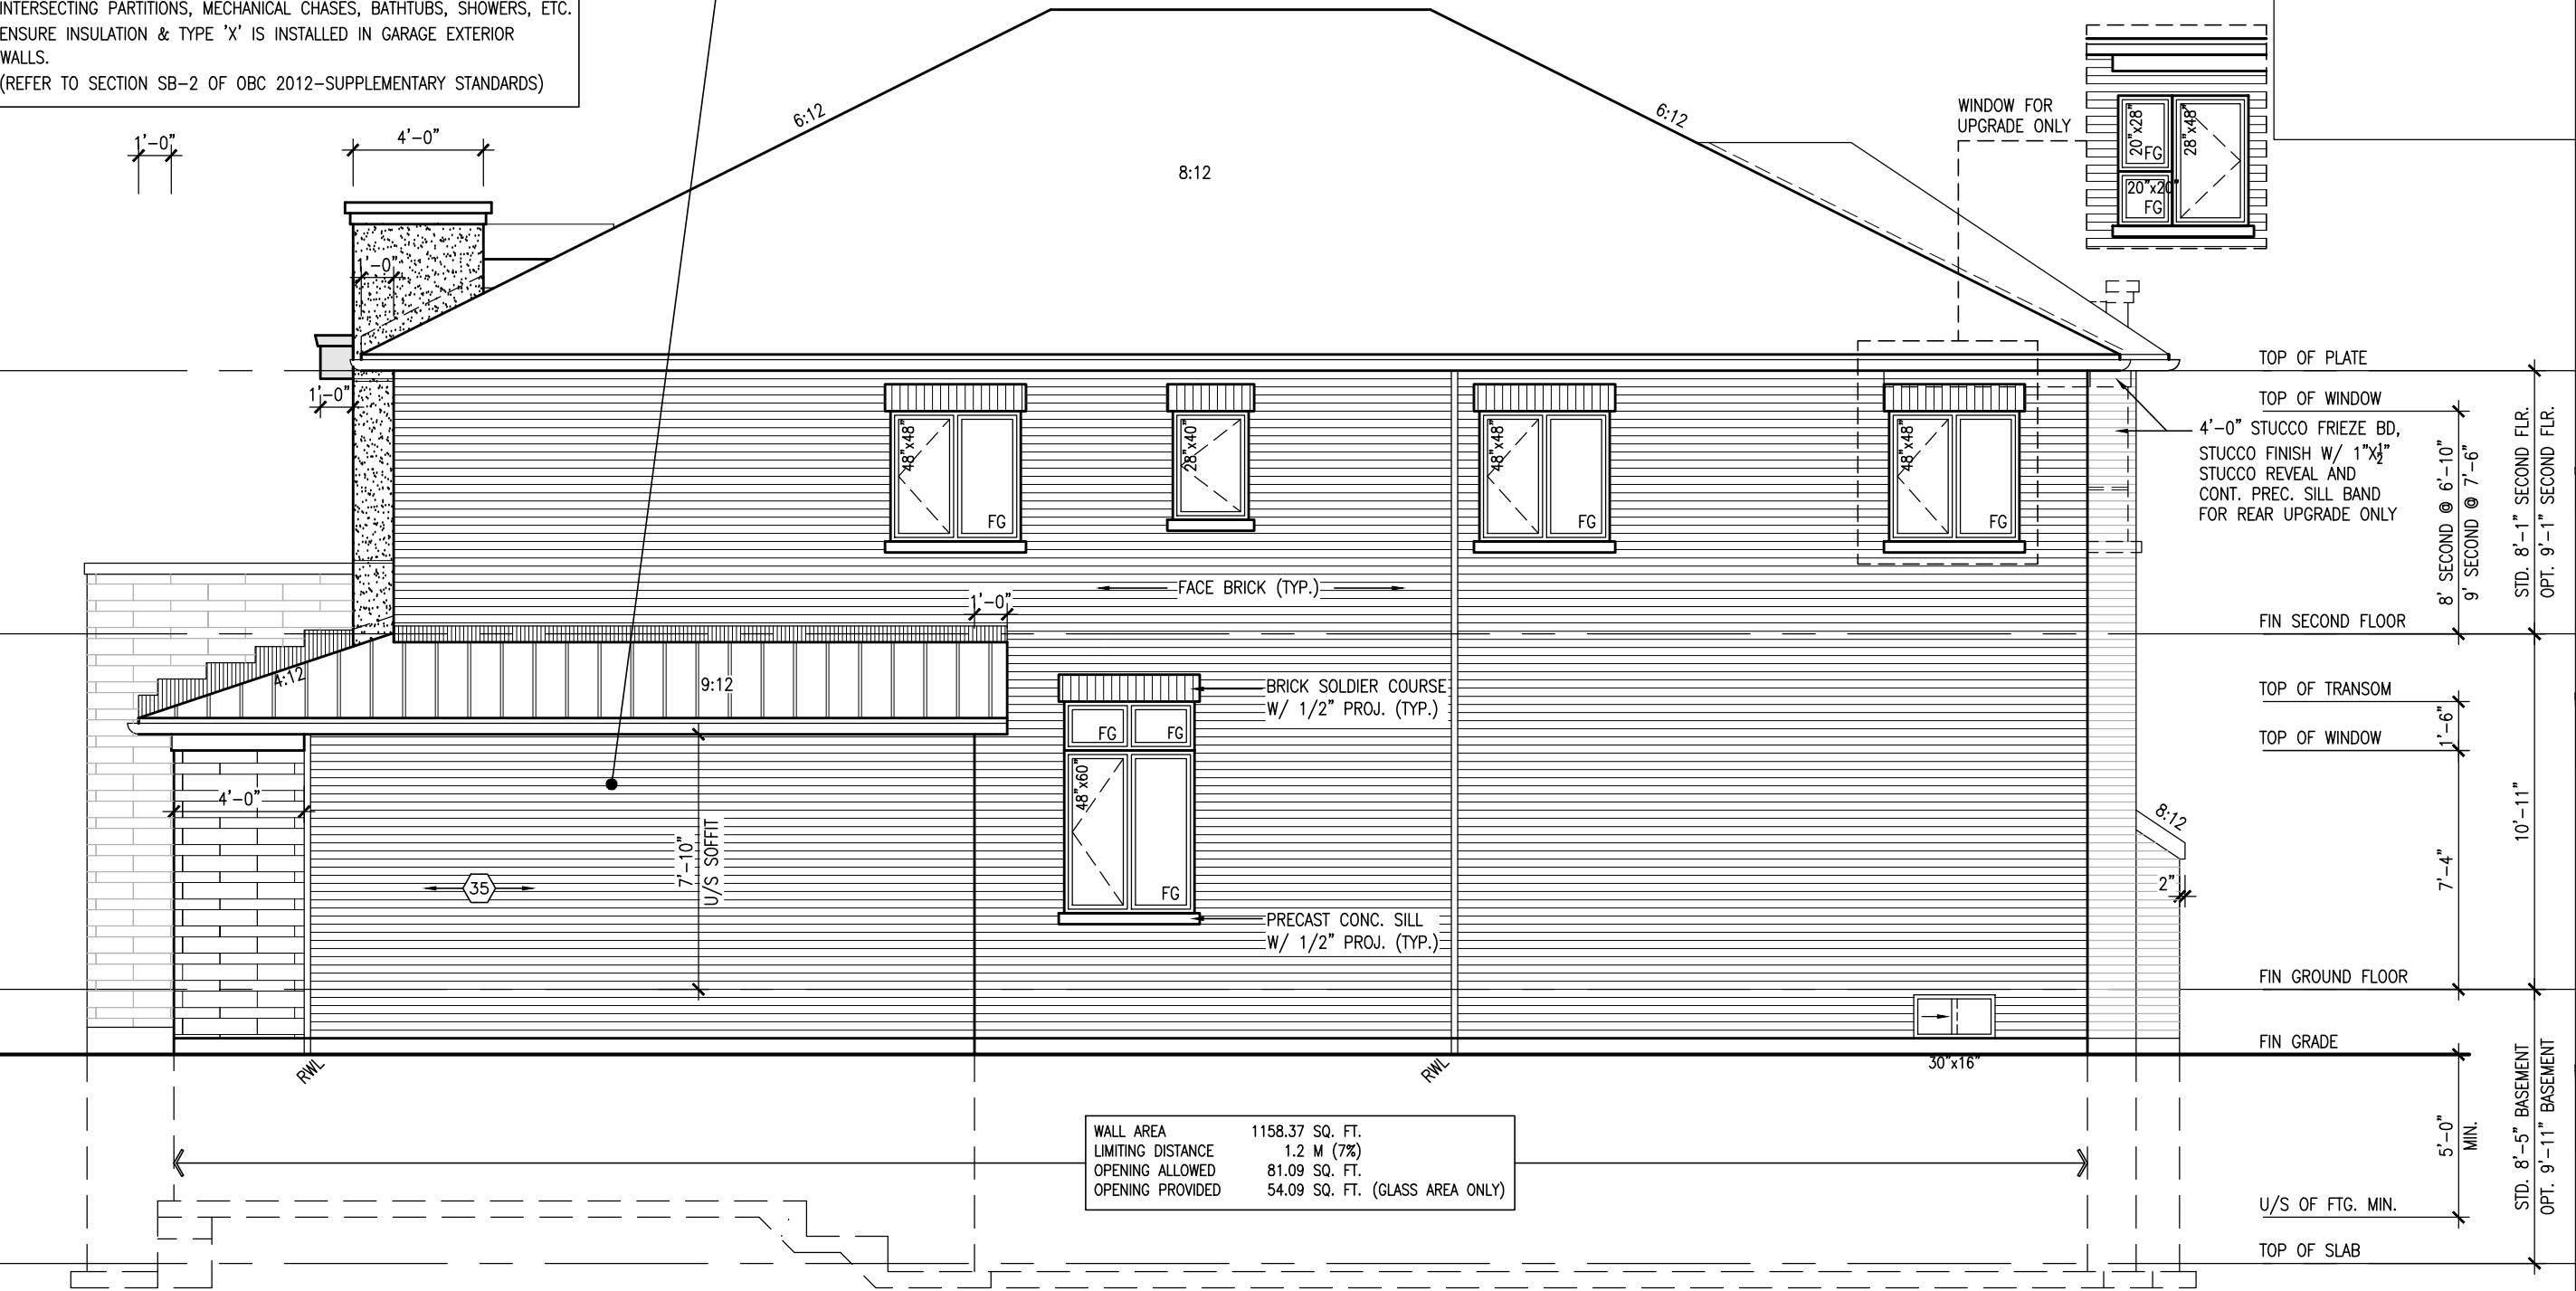 INTERSECTING PARTITIONS, MECHANICAL CHASES, BATHTUBS, SHOWERS, ETC.
ENSURE INSULATION & TYPE 'X' IS INSTALLED IN GARAGE EXTERIOR
WALLS.
(REFER TO SECTION SB-2 OF OBC 2012-SUPPLEMENTARY STANDARDS)
1'-0"
4'-0"
6:12
8:12
6:12
WINDOW FOR
UPGRADE ONLY
20"x28"
FG
28"x48"
20"x20"
FG
1'-0"
1'-0"
48"x48"
FG
28"x40"
48"x48"
FG
48"x48"
FG
TOP OF PLATE
TOP OF WINDOW
4'-0" STUCCO FRIEZE BD,
STUCCO FINISH W/ 1"X½"
STUCCO REVEAL AND
CONT. PREC. SILL BAND
FOR REAR UPGRADE ONLY
8' SECOND @ 6'-10"
9' SECOND @ 7'-6"
STD. 8'-1" SECOND FLR.
OPT. 9'-1" SECOND FLR.
FACE BRICK (TYP.)
1'-0"
FIN SECOND FLOOR
4:12
9:12
BRICK SOLDIER COURSE
W/ 1/2" PROJ. (TYP.)
TOP OF TRANSOM
1'-6"
TOP OF WINDOW
FG
FG
48"x60"
FG
4'-0"
7'-10"
U/S SOFFIT
35
PRECAST CONC. SILL
W/ 1/2" PROJ. (TYP.)
8:12
2"
7'-4"
10'-11"
FIN GROUND FLOOR
FIN GRADE
RWL
RWL
30"x16"
WALL AREA 1158.37 SQ. FT.
LIMITING DISTANCE 1.2 M (7%)
OPENING ALLOWED 81.09 SQ. FT.
OPENING PROVIDED 54.09 SQ. FT. (GLASS AREA ONLY)
5'-0"
MIN.
STD. 8'-5" BASEMENT
OPT. 9'-11" BASEMENT
U/S OF FTG. MIN.
TOP OF SLAB